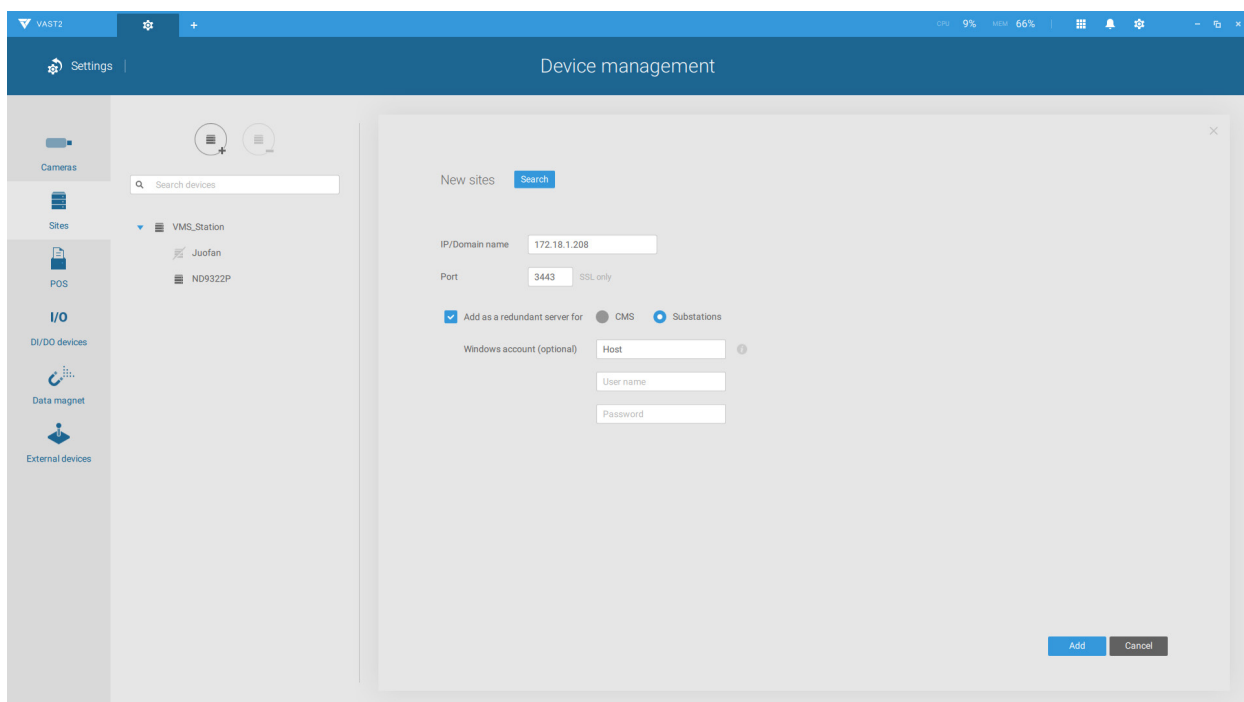 VAST2
+
CPU 9% MEM 66%
Settings
Device management
Cameras
Sites
POS
I/O
DI/DO devices
Data magnet
External devices
Search devices
VMS_Station
Juofan
ND9322P
New sites Search
IP/Domain name 172.18.1.208
Port 3443 SSL only
Add as a redundant server for CMS Substations
Windows account (optional) Host
User name
Password
Add Cancel